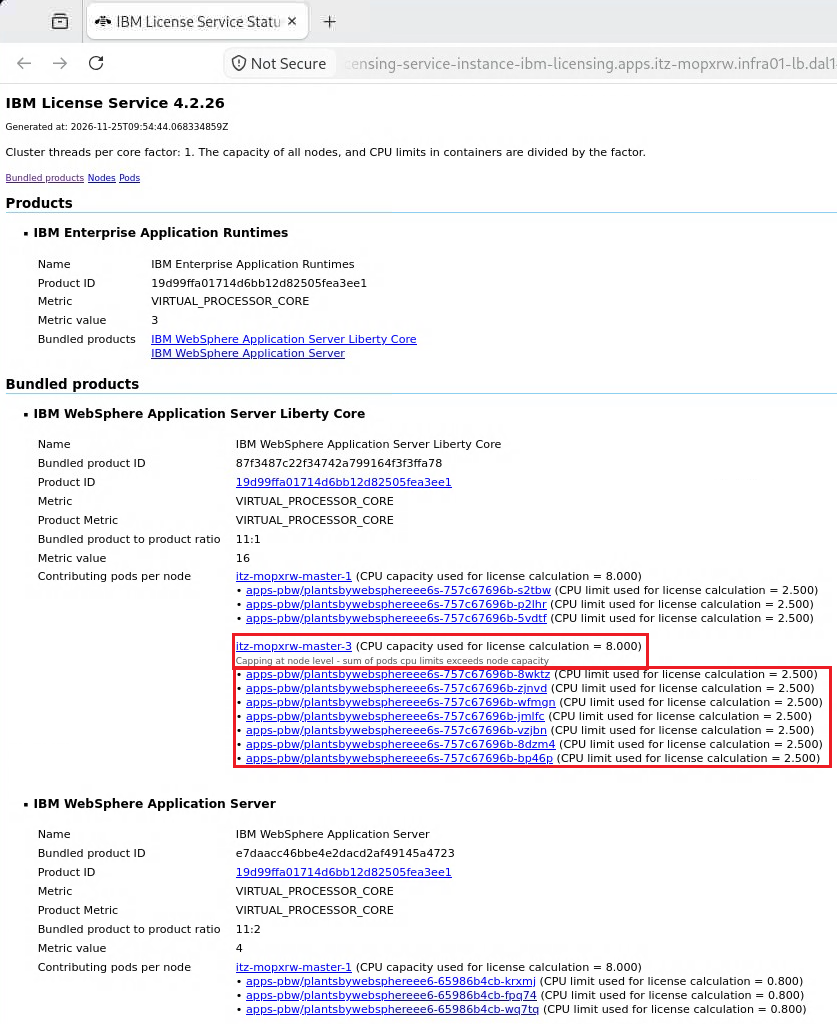 IBM License Service Statu
Not Secure
ensing-service-instance-ibm-licensing.apps.itz-mopxrw.infra01-lb.dal1
IBM License Service 4.2.26
Generated at: 2026-11-25T09:54:44.068334859Z
Cluster threads per core factor: 1. The capacity of all nodes, and CPU limits in containers are divided by the factor.
Bundled products Nodes Pods
Products
▪ IBM Enterprise Application Runtimes
Name IBM Enterprise Application Runtimes
Product ID 19d99ffa01714d6bb12d82505fea3ee1
Metric VIRTUAL_PROCESSOR_CORE
Metric value 3
Bundled products IBM WebSphere Application Server Liberty Core
IBM WebSphere Application Server
Bundled products
▪ IBM WebSphere Application Server Liberty Core
Name IBM WebSphere Application Server Liberty Core
Bundled product ID 87f3487c22f34742a799164f3f3ffa78
Product ID 19d99ffa01714d6bb12d82505fea3ee1
Metric VIRTUAL_PROCESSOR_CORE
Product Metric VIRTUAL_PROCESSOR_CORE
Bundled product to product ratio 11:1
Metric value 16
Contributing pods per node itz-mopxrw-master-1 (CPU capacity used for license calculation = 8.000)
• apps-pbw/plantsbywebsphereee6s-757c67696b-s2tbw (CPU limit used for license calculation = 2.500)
• apps-pbw/plantsbywebsphereee6s-757c67696b-p2lhr (CPU limit used for license calculation = 2.500)
• apps-pbw/plantsbywebsphereee6s-757c67696b-5vdtf (CPU limit used for license calculation = 2.500)
itz-mopxrw-master-3 (CPU capacity used for license calculation = 8.000)
Capping at node level - sum of pods cpu limits exceeds node capacity
• apps-pbw/plantsbywebsphereee6s-757c67696b-8wktz (CPU limit used for license calculation = 2.500)
• apps-pbw/plantsbywebsphereee6s-757c67696b-zjnvd (CPU limit used for license calculation = 2.500)
• apps-pbw/plantsbywebsphereee6s-757c67696b-wfmgn (CPU limit used for license calculation = 2.500)
• apps-pbw/plantsbywebsphereee6s-757c67696b-jmlfc (CPU limit used for license calculation = 2.500)
• apps-pbw/plantsbywebsphereee6s-757c67696b-vzjbn (CPU limit used for license calculation = 2.500)
• apps-pbw/plantsbywebsphereee6s-757c67696b-8dzm4 (CPU limit used for license calculation = 2.500)
• apps-pbw/plantsbywebsphereee6s-757c67696b-bp46p (CPU limit used for license calculation = 2.500)
▪ IBM WebSphere Application Server
Name IBM WebSphere Application Server
Bundled product ID e7daacc46bbe4e2dacd2af49145a4723
Product ID 19d99ffa01714d6bb12d82505fea3ee1
Metric VIRTUAL_PROCESSOR_CORE
Product Metric VIRTUAL_PROCESSOR_CORE
Bundled product to product ratio 11:2
Metric value 4
Contributing pods per node itz-mopxrw-master-1 (CPU capacity used for license calculation = 8.000)
• apps-pbw/plantsbywebsphereee6-65986b4cb-krxmj (CPU limit used for license calculation = 0.800)
• apps-pbw/plantsbywebsphereee6-65986b4cb-fpq74 (CPU limit used for license calculation = 0.800)
• apps-pbw/plantsbywebsphereee6-65986b4cb-wq7tq (CPU limit used for license calculation = 0.800)